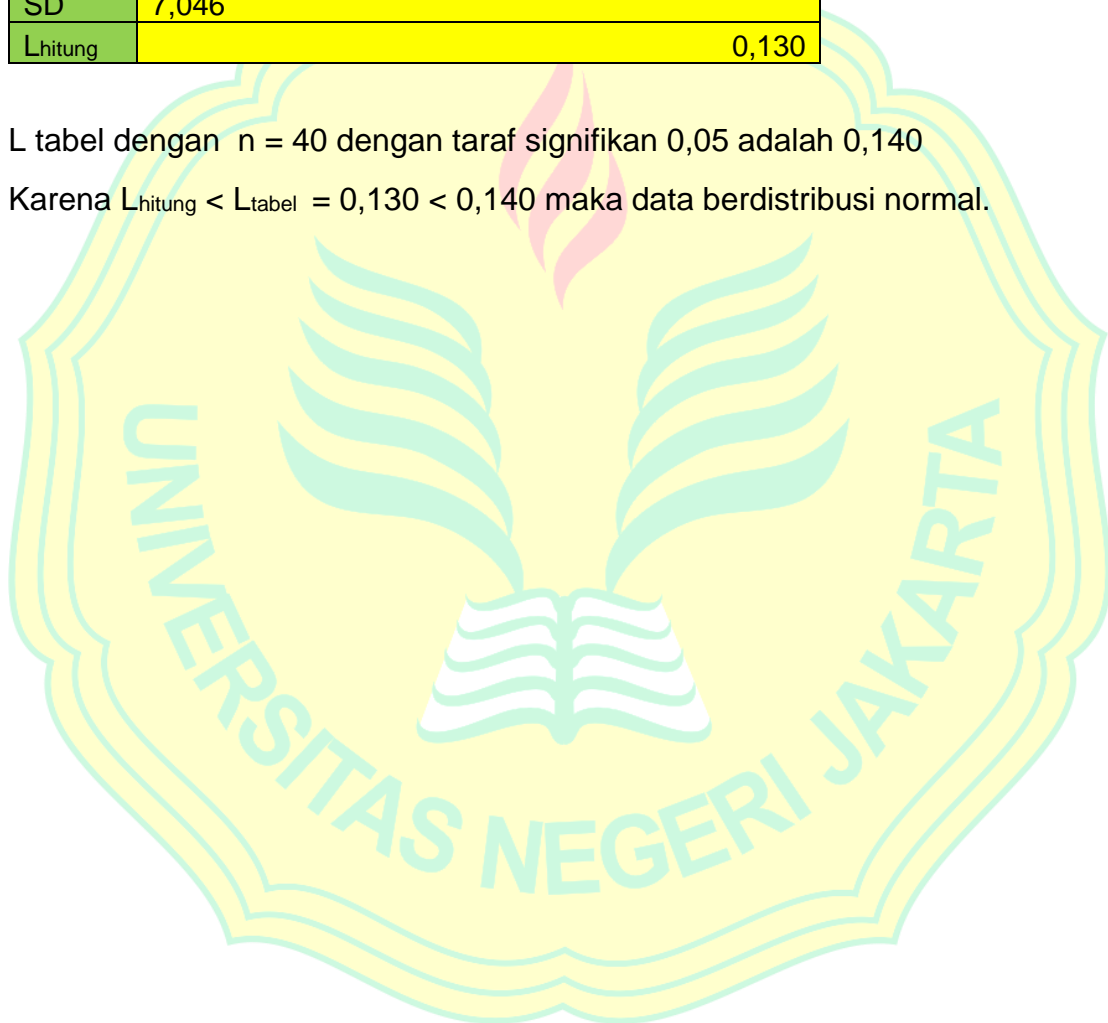 SD 7,046
Lhitung 0,130
L tabel dengan n = 40 dengan taraf signifikan 0,05 adalah 0,140
Karena Lhitung < Ltabel = 0,130 < 0,140 maka data berdistribusi normal.
UNIVERSITAS NEGERI JAKARTA